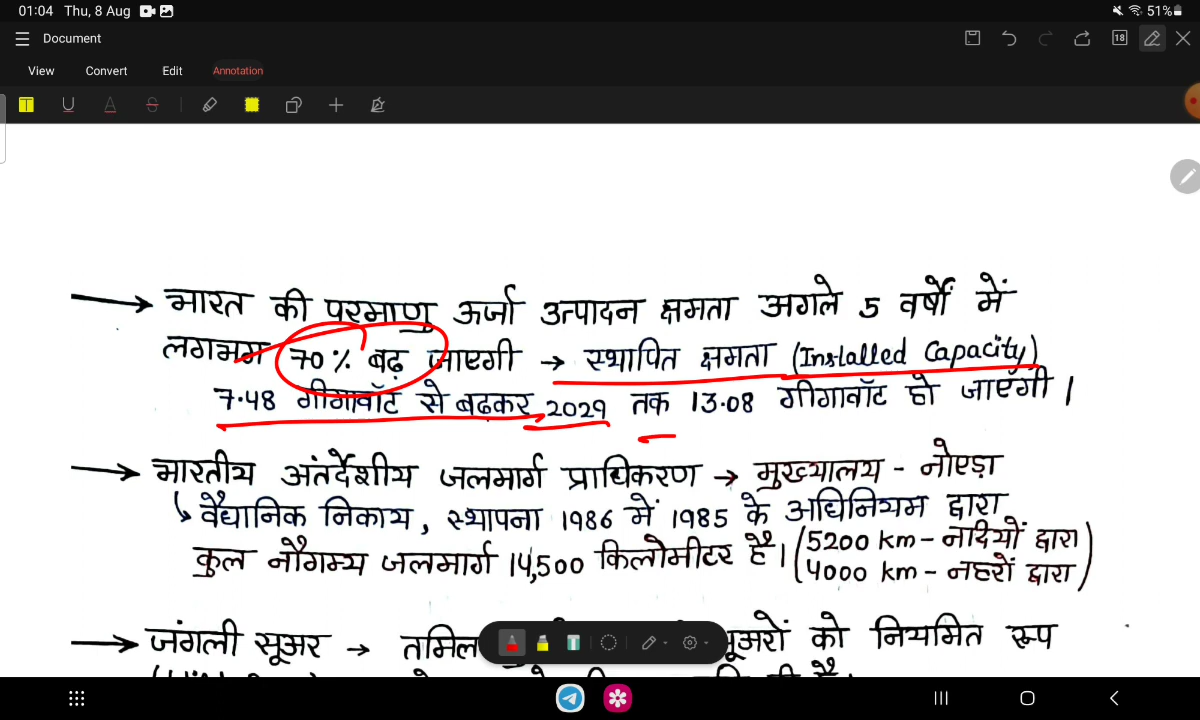 01:04 Thu, 8 Aug 51%
Document 18
View Convert Edit Annotation
T U A S
भारत की परमाणु ऊर्जा उत्पादन क्षमता अगले 5 वर्षों में
लगभग 70% बढ़ जाएगी → स्थापित क्षमता (Installed Capacity)
7.48 गीगावॉट से बढकर 2029 तक 13.08 गीगावॉट हो जाएगी।
भारतीय अंतर्देशीय जलमार्ग प्राधिकरण → मुख्यालय - नोएड़ा
वैधानिक निकाय, स्थापना 1986 में 1985 के अधिनियम द्वारा
कुल नौगम्य जलमार्ग 14,500 किलोमीटर है। (5200 km - नदियों द्वारा
4000 km - नहरों द्वारा)
जंगली सूअर → सूअरों को नियमित रूप